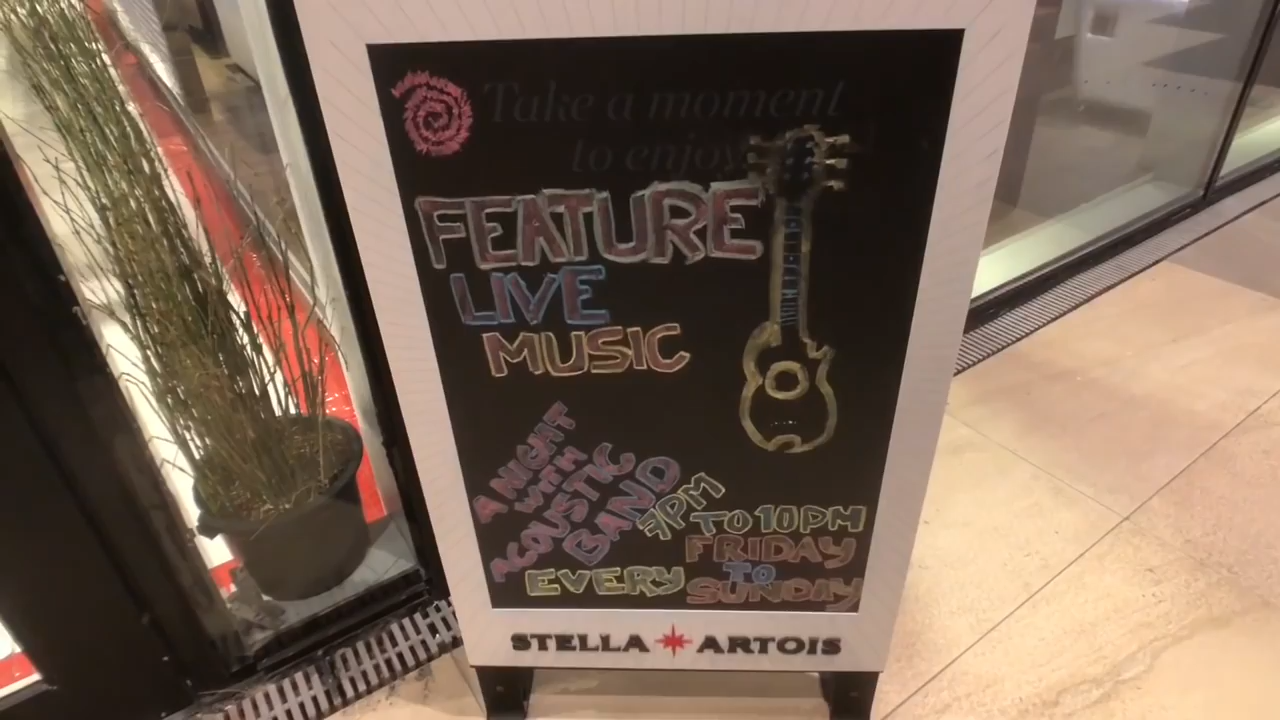 Take a moment
to enjoy
FEATURE
LIVE
MUSIC
A NIGHT
WITH
ACOUSTIC
BAND
7PM
TO 10PM
FRIDAY
TO
EVERY SUNDAY
STELLA ARTOIS